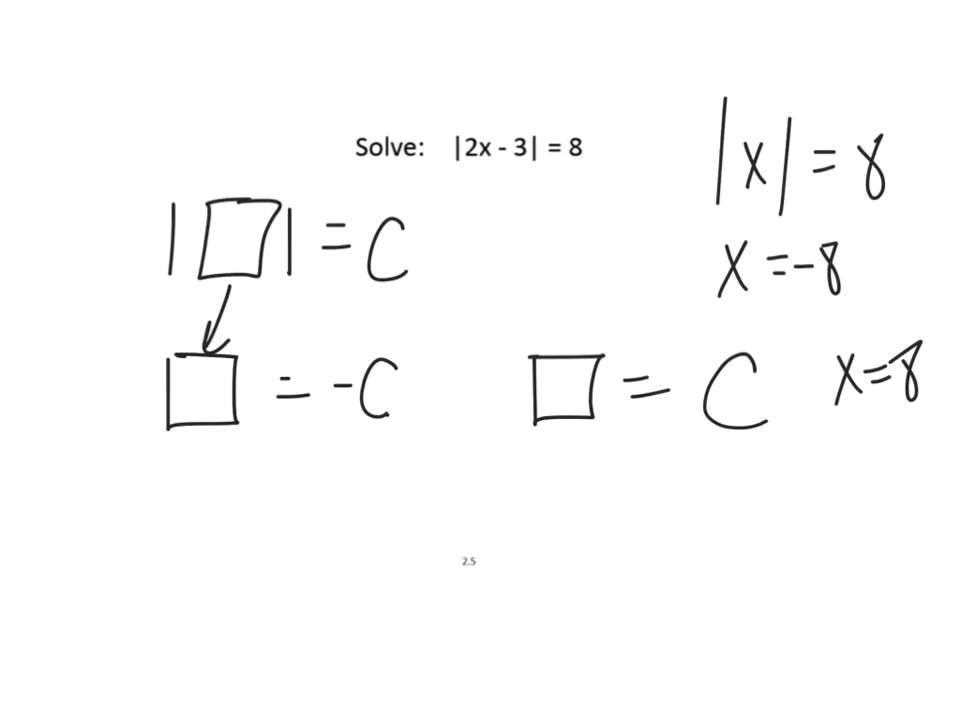 Solve: |2x - 3| = 8
|x| = 8
|□| = C
x = -8
□ = -C
□ = C
x = 8
2.5